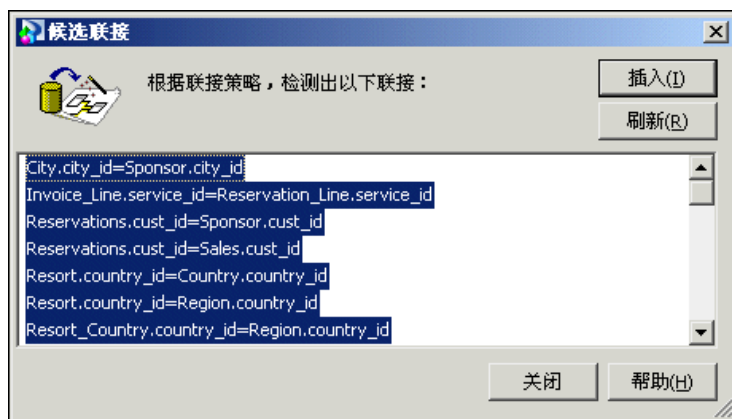 候选联接
根据联接策略，检测出以下联接：
插入(I)
刷新(R)
City.city_id=Sponsor.city_id
Invoice_Line.service_id=Reservation_Line.service_id
Reservations.cust_id=Sponsor.cust_id
Reservations.cust_id=Sales.cust_id
Resort.country_id=Country.country_id
Resort.country_id=Region.country_id
Resort_Country.country_id=Region.country_id
关闭
帮助(H)